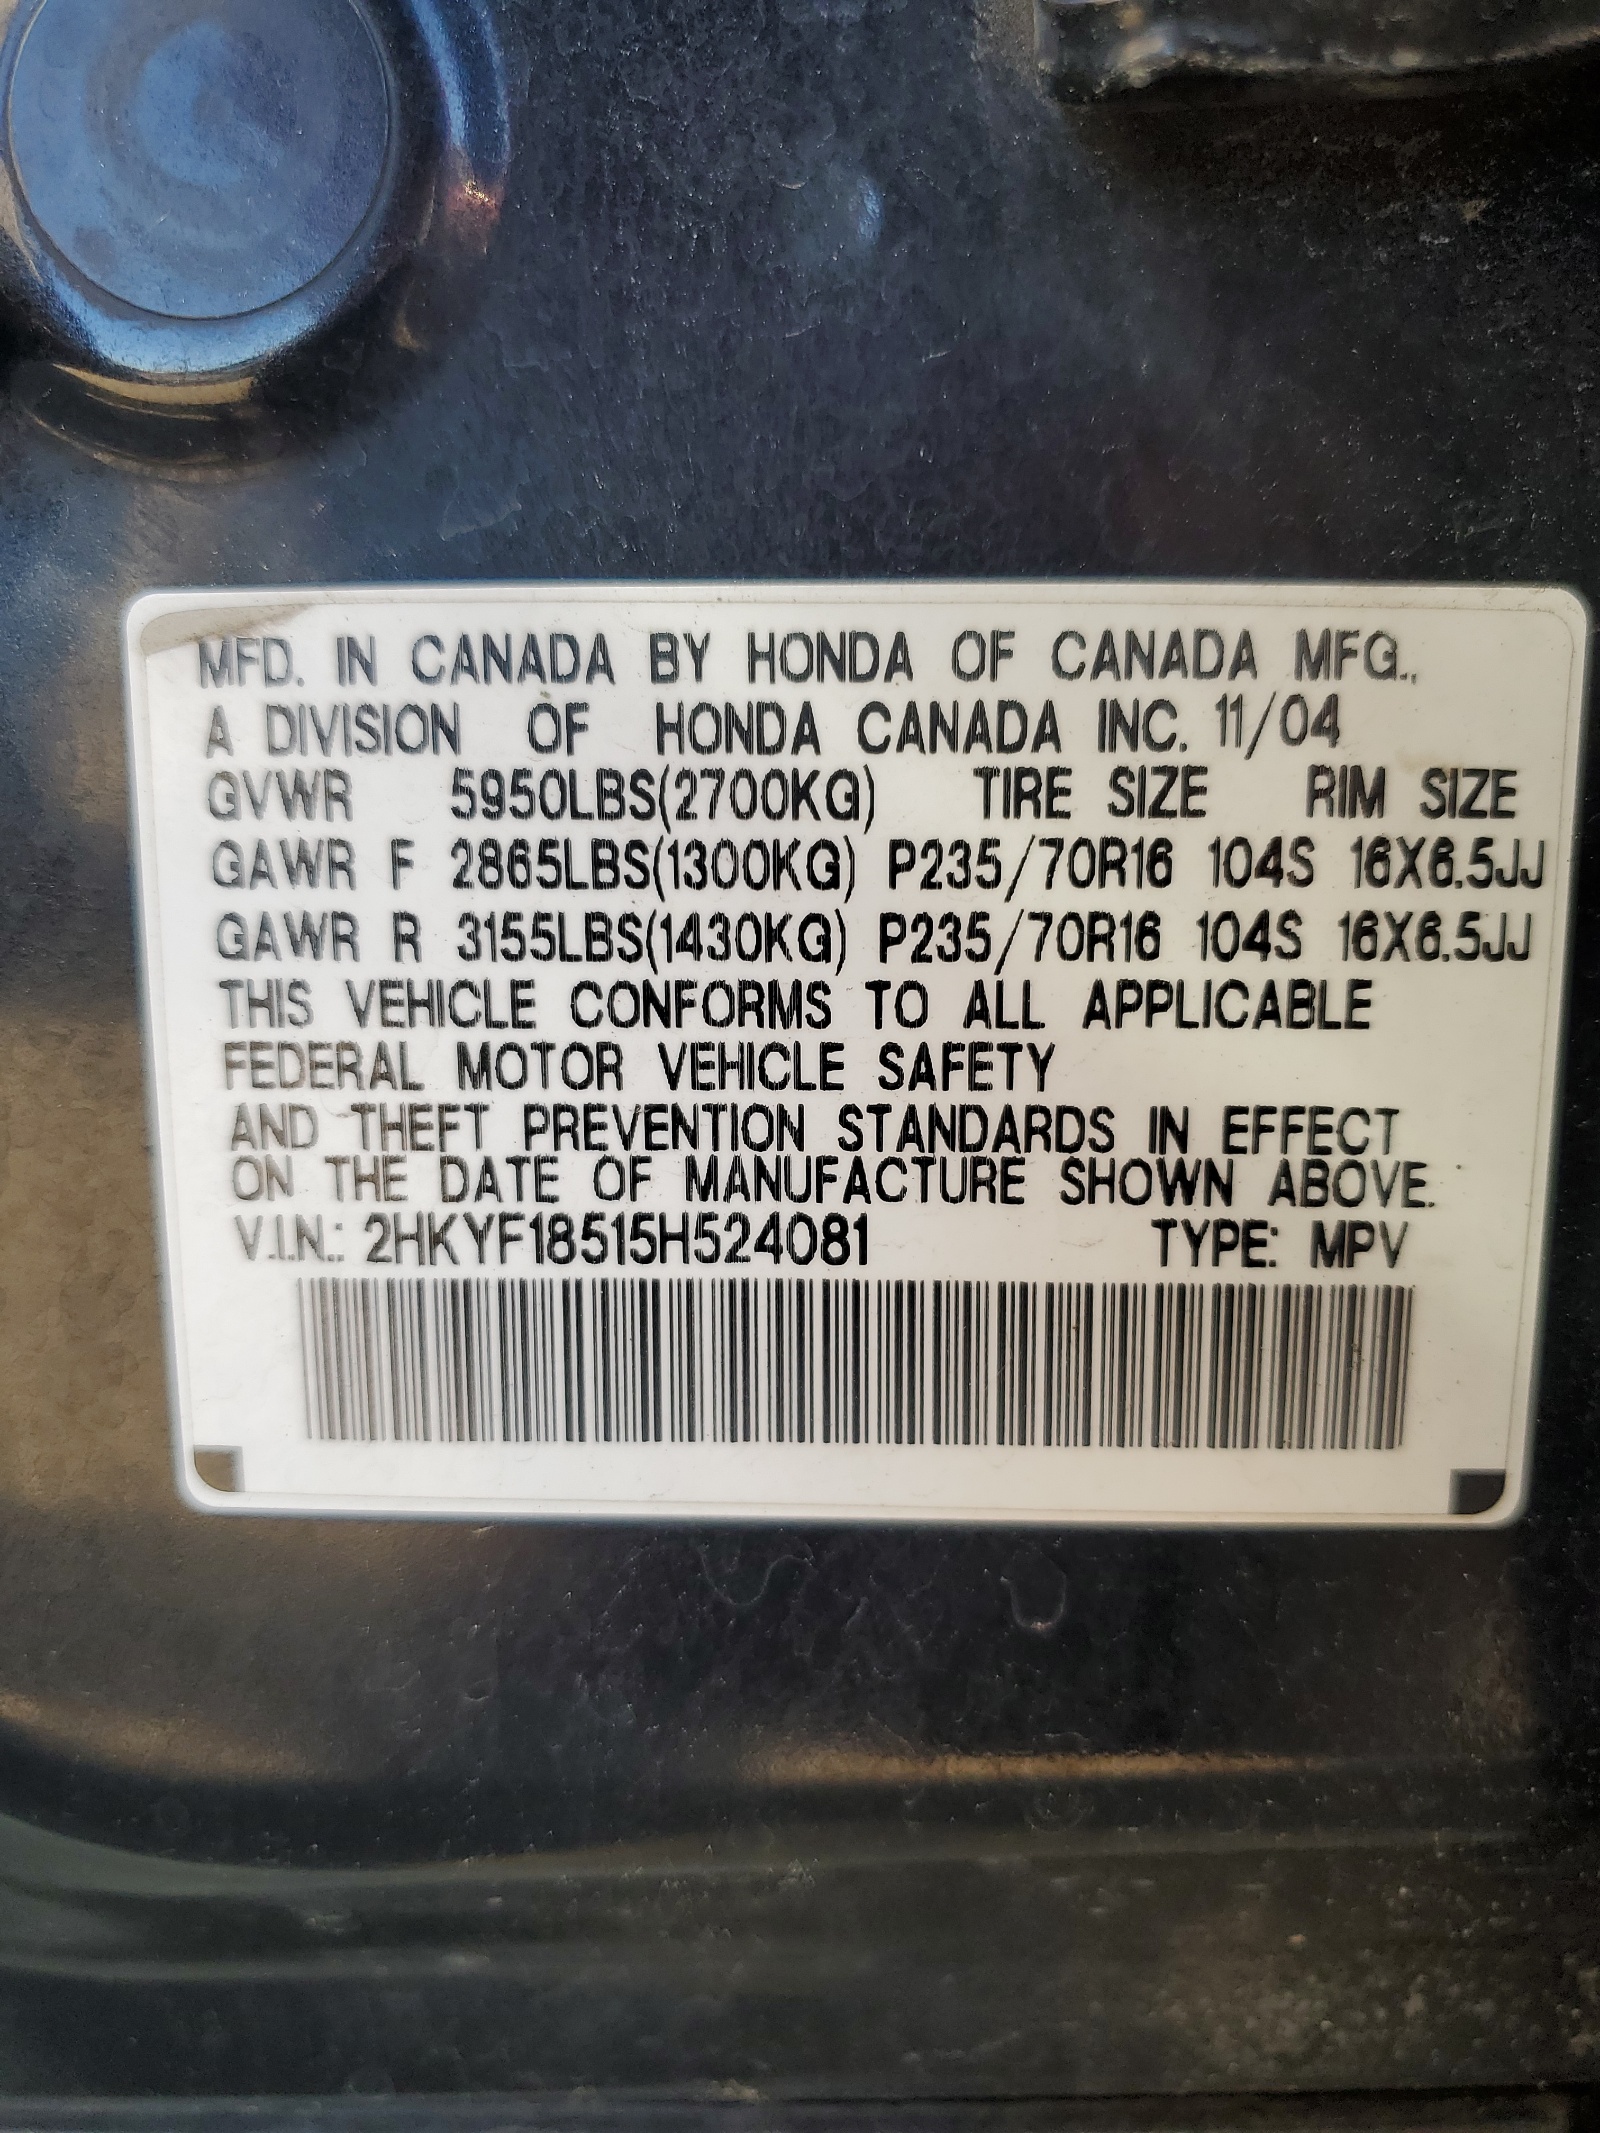 MFD. IN CANADA BY HONDA OF CANADA MFG.,
A DIVISION OF HONDA CANADA INC. 11/04
GVWR 5950LBS(2700KG) TIRE SIZE RIM SIZE
GAWR F 2865LBS(1300KG) P235/70R16 104S 16X6.5JJ
GAWR R 3155LBS(1430KG) P235/70R16 104S 16X6.5JJ
THIS VEHICLE CONFORMS TO ALL APPLICABLE
FEDERAL MOTOR VEHICLE SAFETY
AND THEFT PREVENTION STANDARDS IN EFFECT
ON THE DATE OF MANUFACTURE SHOWN ABOVE.
V.I.N.: 2HKYF18515H524081 TYPE: MPV